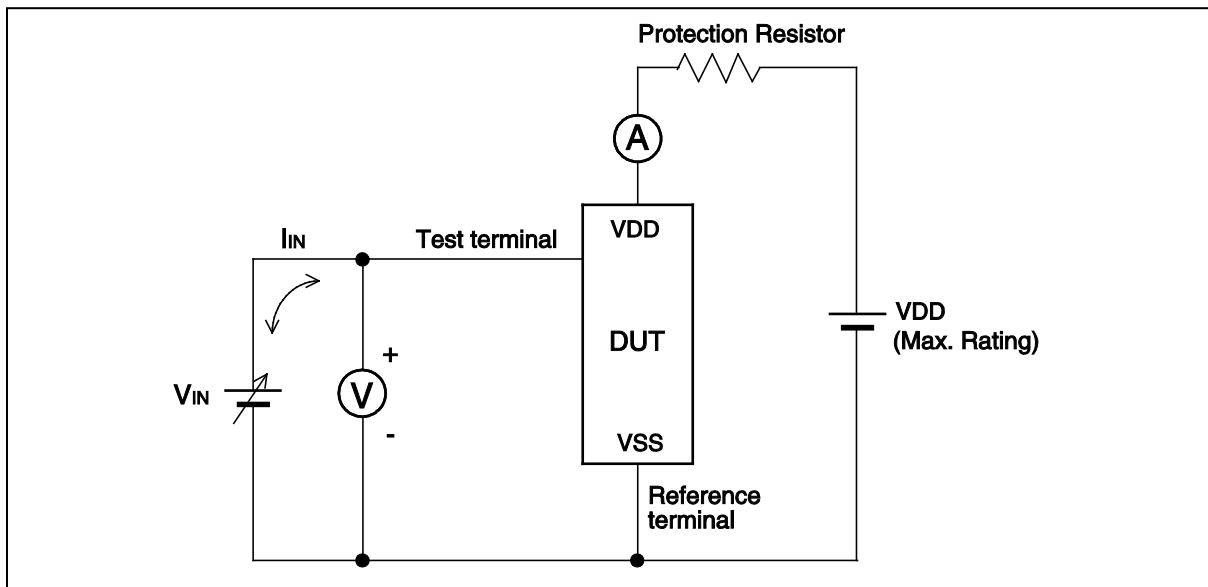 Protection Resistor
A
VDD
IIN
Test terminal
VDD
(Max. Rating)
DUT
+
VIN
V
-
VSS
Reference
terminal